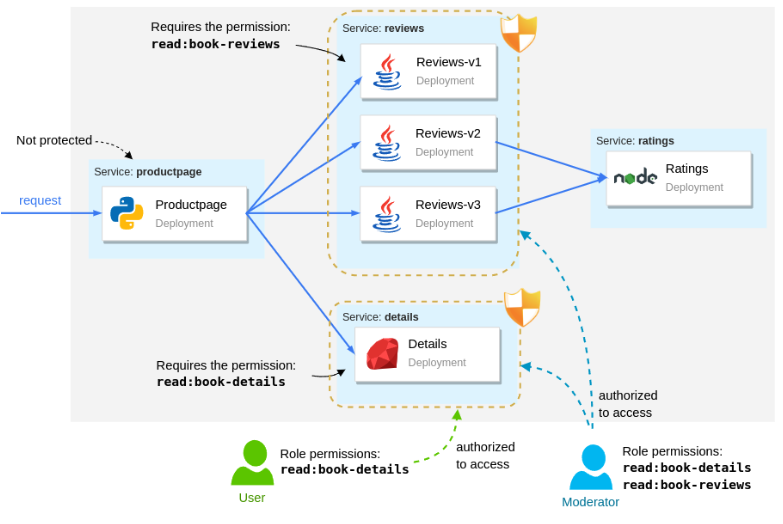 Requires the permission:
read:book-reviews
Service: reviews
Reviews-v1
Deployment
Reviews-v2
Deployment
Reviews-v3
Deployment
Not protected
Service: productpage
request
Productpage
Deployment
Service: ratings
node
Ratings
Deployment
Service: details
Details
Deployment
Requires the permission:
read:book-details
authorized
to access
Role permissions:
read:book-details
User
authorized
to access
Role permissions:
read:book-details
read:book-reviews
Moderator